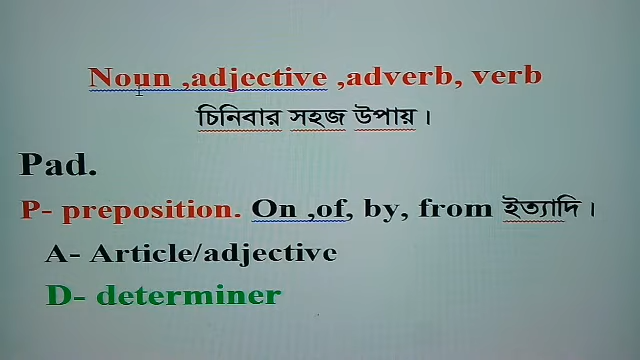 Noun ,adjective ,adverb, verb
চিনিবার সহজ উপায়।
Pad.
P- preposition. On ,of, by, from ইত্যাদি।
A- Article/adjective
D- determiner